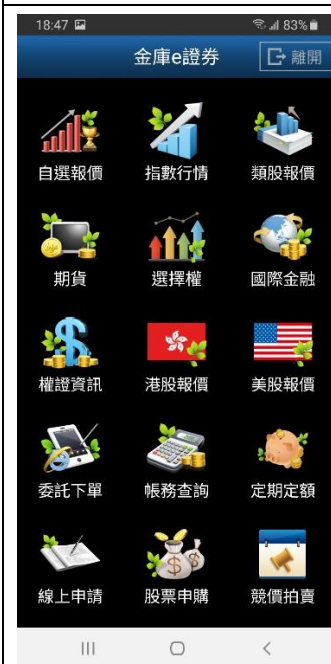 18:47 83%
金庫e證券 離開
自選報價 指數行情 類股報價
期貨 選擇權 國際金融
權證資訊 港股報價 美股報價
委託下單 帳務查詢 定期定額
線上申請 股票申購 競價拍賣